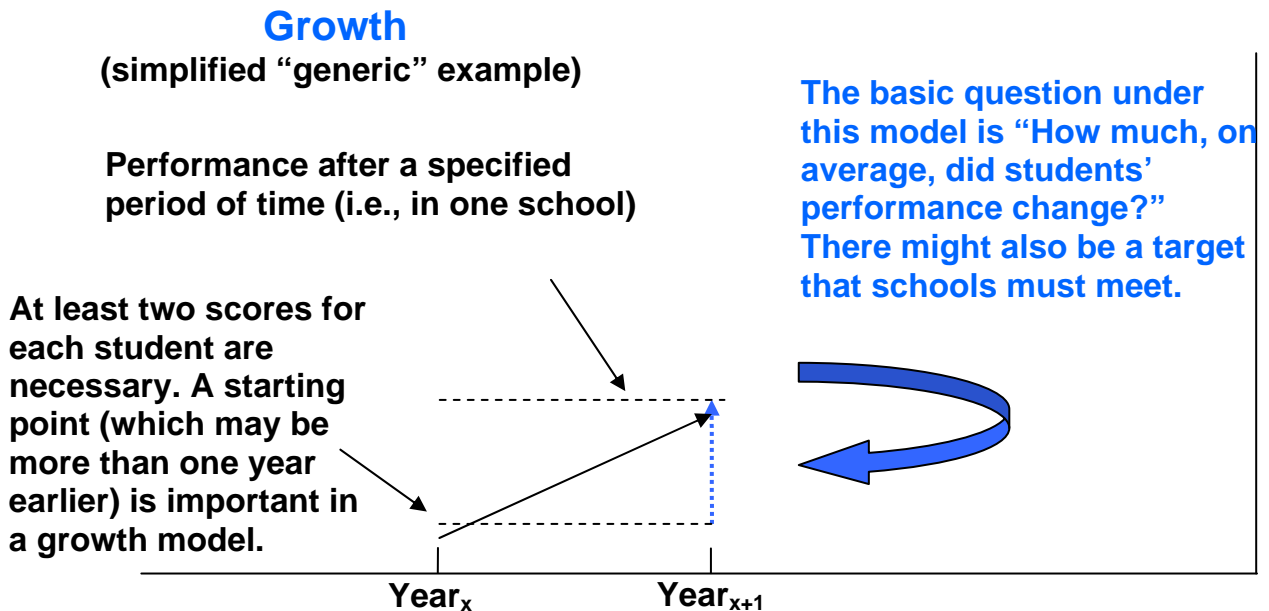 Growth
(simplified “generic” example)
Performance after a specified
period of time (i.e., in one school)
The basic question under
this model is “How much, on
average, did students’
performance change?”
There might also be a target
that schools must meet.
At least two scores for
each student are
necessary. A starting
point (which may be
more than one year
earlier) is important in
a growth model.
Yearₓ
Yearₓ₊₁